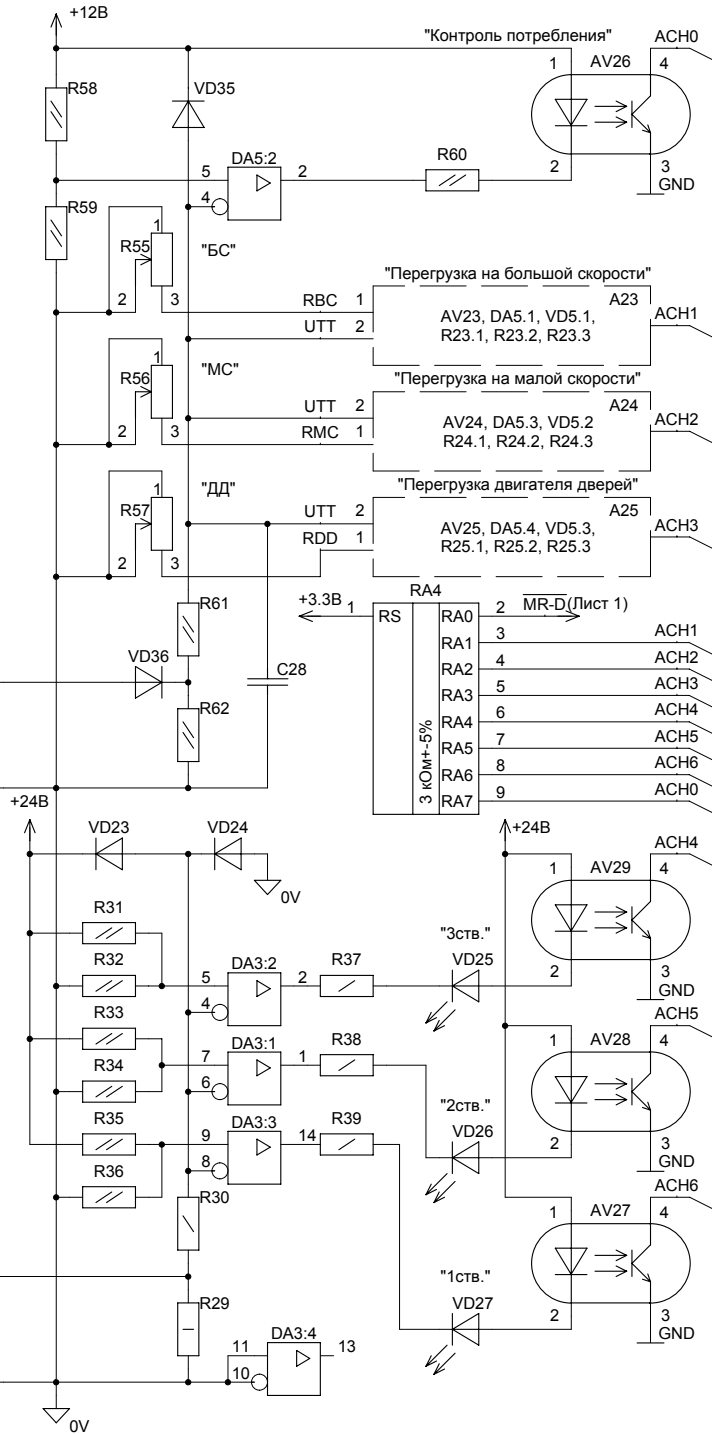 +12В
"Контроль потребления"
ACH0
1
AV26
4
R58
VD35
DA5:2
R60
5
2
4
2
3
GND
R59
1
R55
"БС"
2
3
"Перегрузка на большой скорости"
RBC
1
A23
ACH1
UTT
2
AV23, DA5.1, VD5.1,
R23.1, R23.2, R23.3
1
R56
"МС"
2
3
"Перегрузка на малой скорости"
UTT
2
A24
ACH2
RMC
1
AV24, DA5.3, VD5.2
R24.1, R24.2, R24.3
1
R57
"ДД"
2
3
"Перегрузка двигателя дверей"
UTT
2
A25
ACH3
RDD
1
AV25, DA5.4, VD5.3,
R25.1, R25.2, R25.3
R61
VD36
R62
C28
RA4
+3.3В
1
RS
3 кОм+-5%
RA0
2
MR-D(Лист 1)
RA1
3
ACH1
RA2
4
ACH2
RA3
5
ACH3
RA4
6
ACH4
RA5
7
ACH5
RA6
8
ACH6
RA7
9
ACH0
+24В
VD23
VD24
0V
+24В
ACH4
1
AV29
4
R31
R32
5
DA3:2
2
R37
"3ств."
VD25
4
2
3
GND
R33
R34
7
DA3:1
1
R38
6
ACH5
1
AV28
4
"2ств."
VD26
2
3
GND
R35
R36
9
DA3:3
14
R39
8
R30
ACH6
1
AV27
4
"1ств."
VD27
2
3
GND
R29
DA3:4
11
13
10
0V